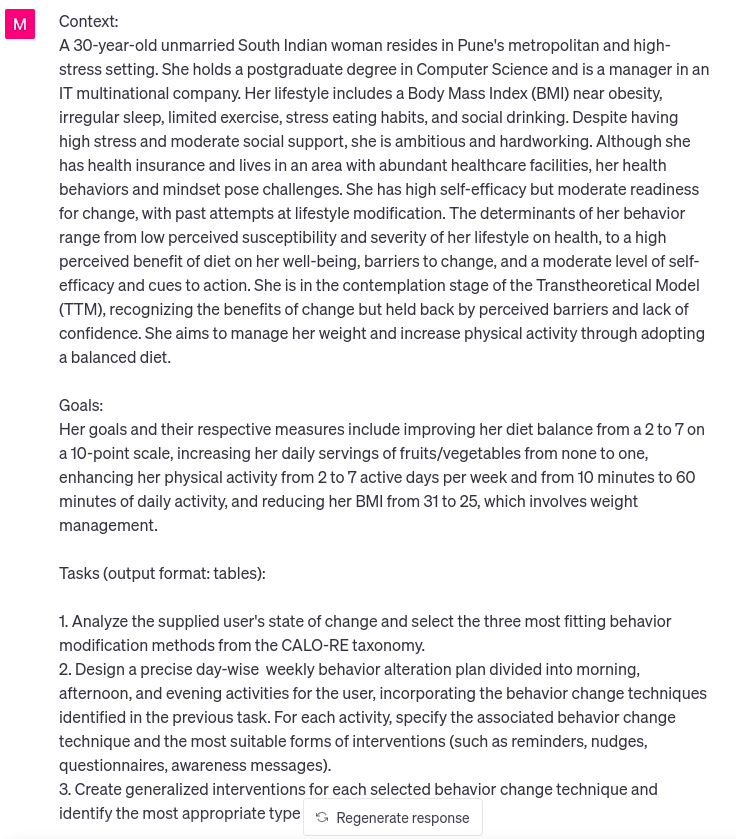 M
Context:
A 30-year-old unmarried South Indian woman resides in Pune's metropolitan and high-
stress setting. She holds a postgraduate degree in Computer Science and is a manager in an
IT multinational company. Her lifestyle includes a Body Mass Index (BMI) near obesity,
irregular sleep, limited exercise, stress eating habits, and social drinking. Despite having
high stress and moderate social support, she is ambitious and hardworking. Although she
has health insurance and lives in an area with abundant healthcare facilities, her health
behaviors and mindset pose challenges. She has high self-efficacy but moderate readiness
for change, with past attempts at lifestyle modification. The determinants of her behavior
range from low perceived susceptibility and severity of her lifestyle on health, to a high
perceived benefit of diet on her well-being, barriers to change, and a moderate level of self-
efficacy and cues to action. She is in the contemplation stage of the Transtheoretical Model
(TTM), recognizing the benefits of change but held back by perceived barriers and lack of
confidence. She aims to manage her weight and increase physical activity through adopting
a balanced diet.
Goals:
Her goals and their respective measures include improving her diet balance from a 2 to 7 on
a 10-point scale, increasing her daily servings of fruits/vegetables from none to one,
enhancing her physical activity from 2 to 7 active days per week and from 10 minutes to 60
minutes of daily activity, and reducing her BMI from 31 to 25, which involves weight
management.
Tasks (output format: tables):
1. Analyze the supplied user's state of change and select the three most fitting behavior
modification methods from the CALO-RE taxonomy.
2. Design a precise day-wise  weekly behavior alteration plan divided into morning,
afternoon, and evening activities for the user, incorporating the behavior change techniques
identified in the previous task. For each activity, specify the associated behavior change
technique and the most suitable forms of interventions (such as reminders, nudges,
questionnaires, awareness messages).
3. Create generalized interventions for each selected behavior change technique and
identify the most appropriate type
Regenerate response